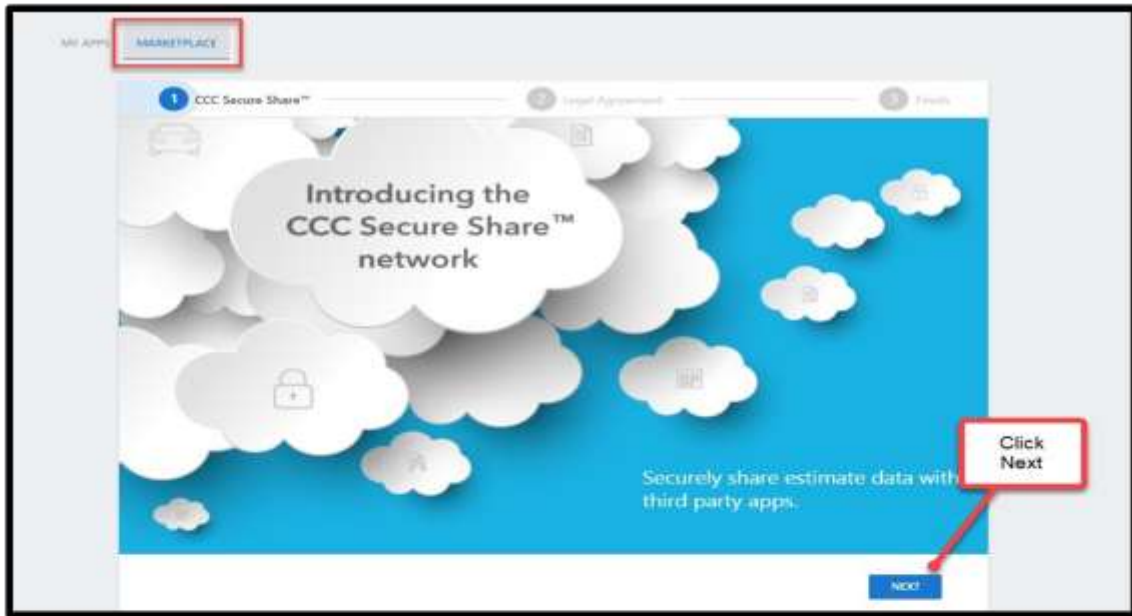 MY APPS
MARKETPLACE
1 CCC Secure Share™
2 Legal Agreement
3 Feeds
Introducing the
CCC Secure Share™
network
Securely share estimate data with
third party apps.
Click
Next
NEXT